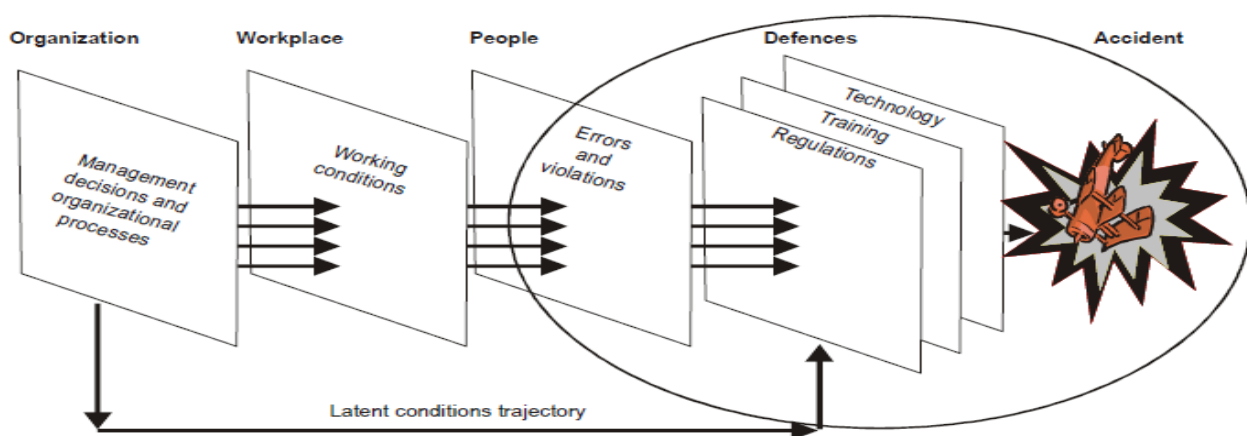 Organization
Workplace
People
Defences
Accident
Management
decisions and
organizational
processes
Working
conditions
Errors
and
violations
Technology
Training
Regulations
Latent conditions trajectory